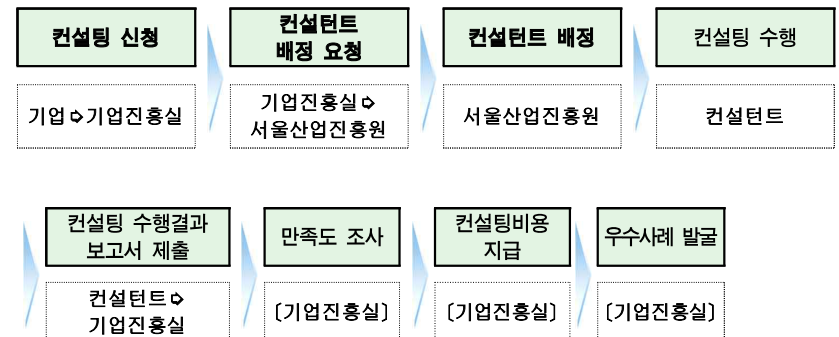 컨설팅 신청
컨설턴트
배정 요청
컨설턴트 배정
컨설팅 수행
기업➪기업진흥실
기업진흥실➪
서울산업진흥원
서울산업진흥원
컨설턴트
컨설팅 수행결과
보고서 제출
만족도 조사
컨설팅비용
지급
우수사례 발굴
컨설턴트➪
기업진흥실
[기업진흥실]
[기업진흥실]
[기업진흥실]